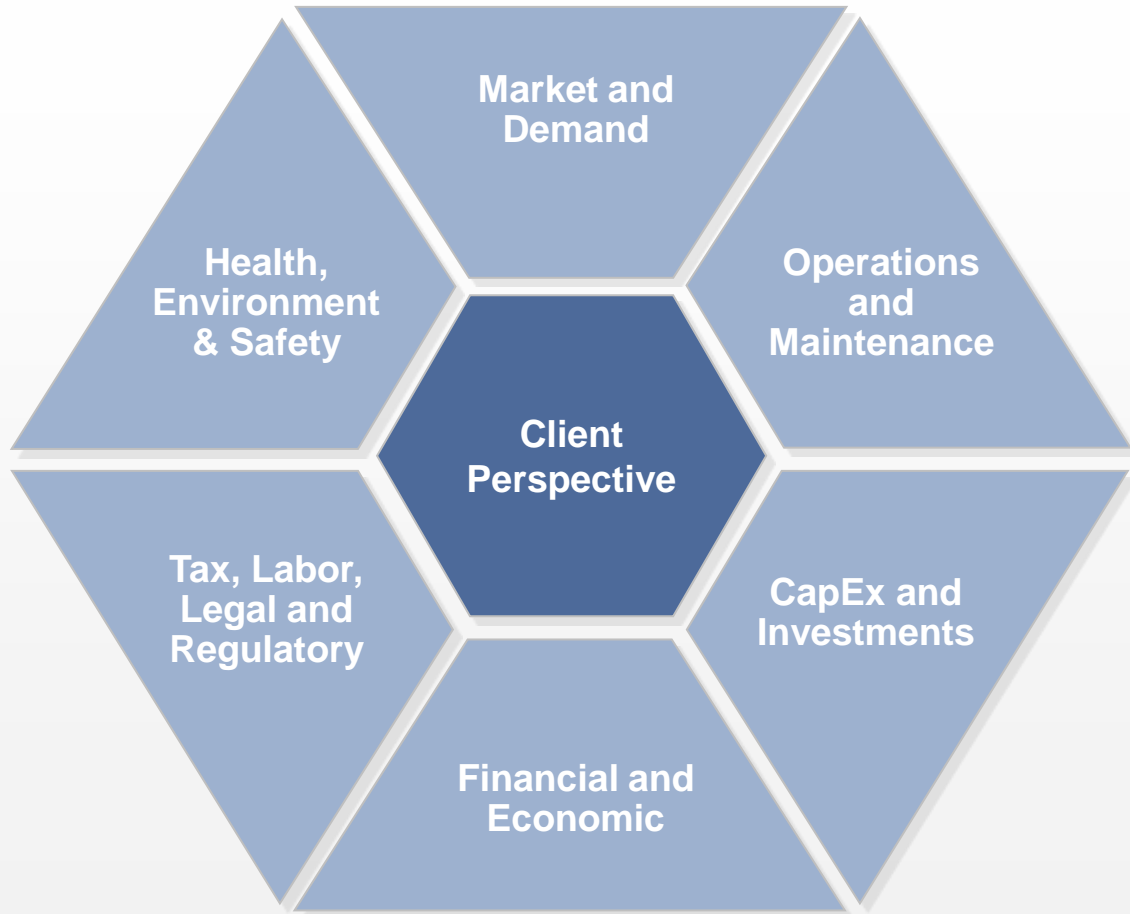 Market and
Demand
Health,
Environment
& Safety
Operations
and
Maintenance
Client
Perspective
Tax, Labor,
Legal and
Regulatory
CapEx and
Investments
Financial and
Economic